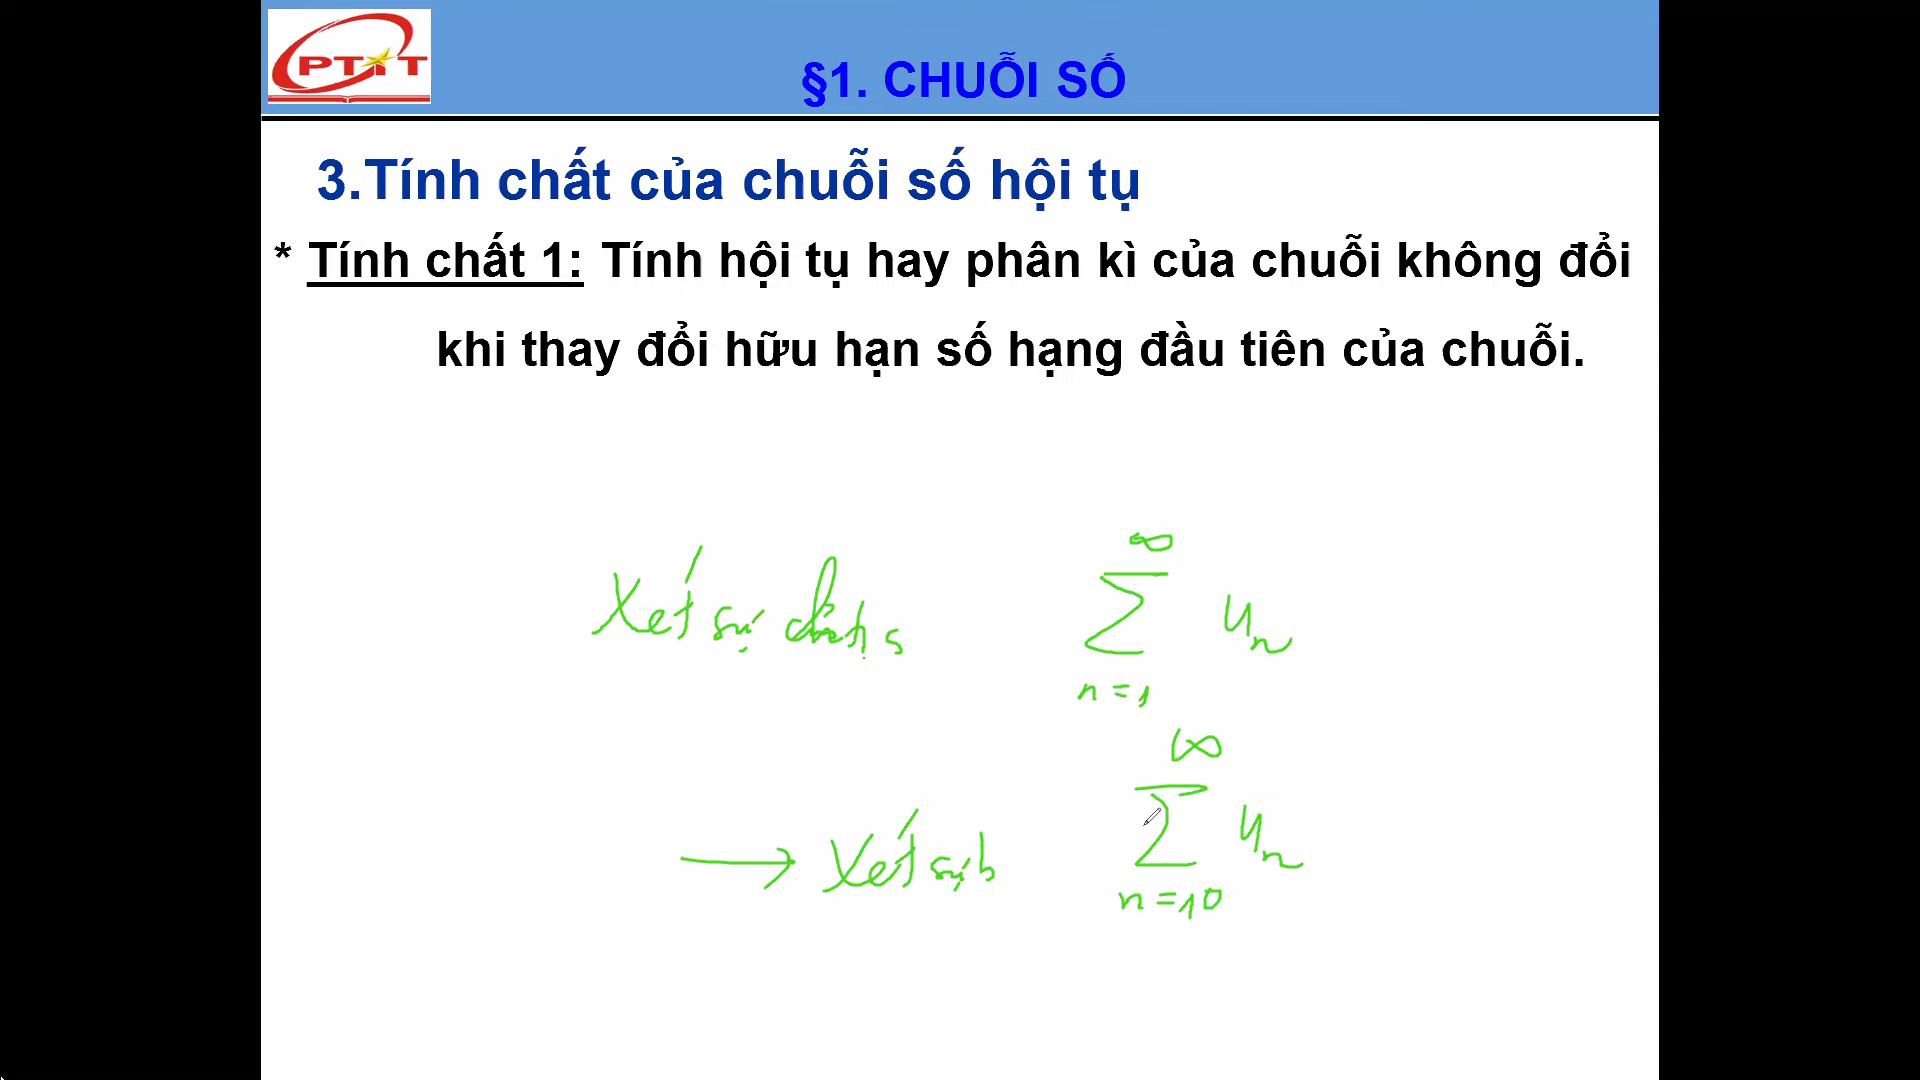 PTIT
§1. CHUỖI SỐ
3.Tính chất của chuỗi số hội tụ
* Tính chất 1: Tính hội tụ hay phân kì của chuỗi không đổi
khi thay đổi hữu hạn số hạng đầu tiên của chuỗi.
∞
Xét sự Σ uₙ
n=1
∞
→ Xét sự Σ uₙ
n=10